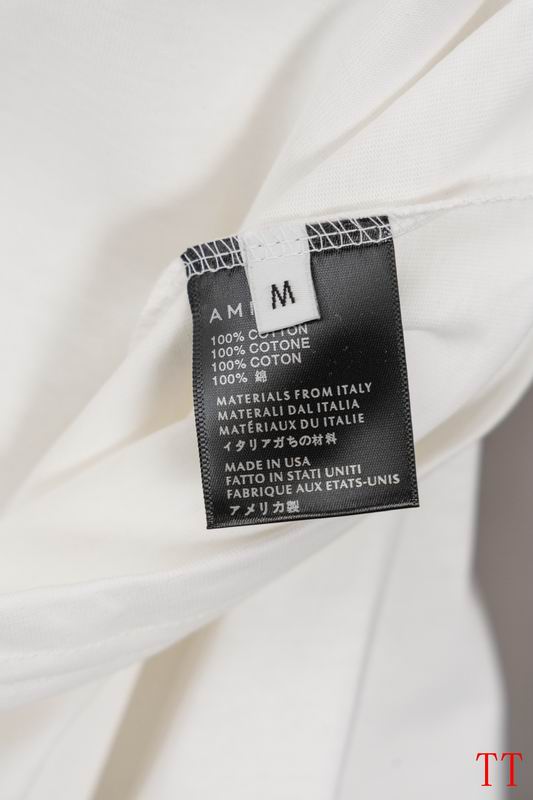 M
AMI
100% COTTON
100% COTONE
100% COTON
100% 綿
MATERIALS FROM ITALY
MATERALI DAL ITALIA
MATÉRIAUX DU ITALIE
イタリアガちの材料
MADE IN USA
FATTO IN STATI UNITI
FABRIQUE AUX ETATS-UNIS
アメリカ製
TT